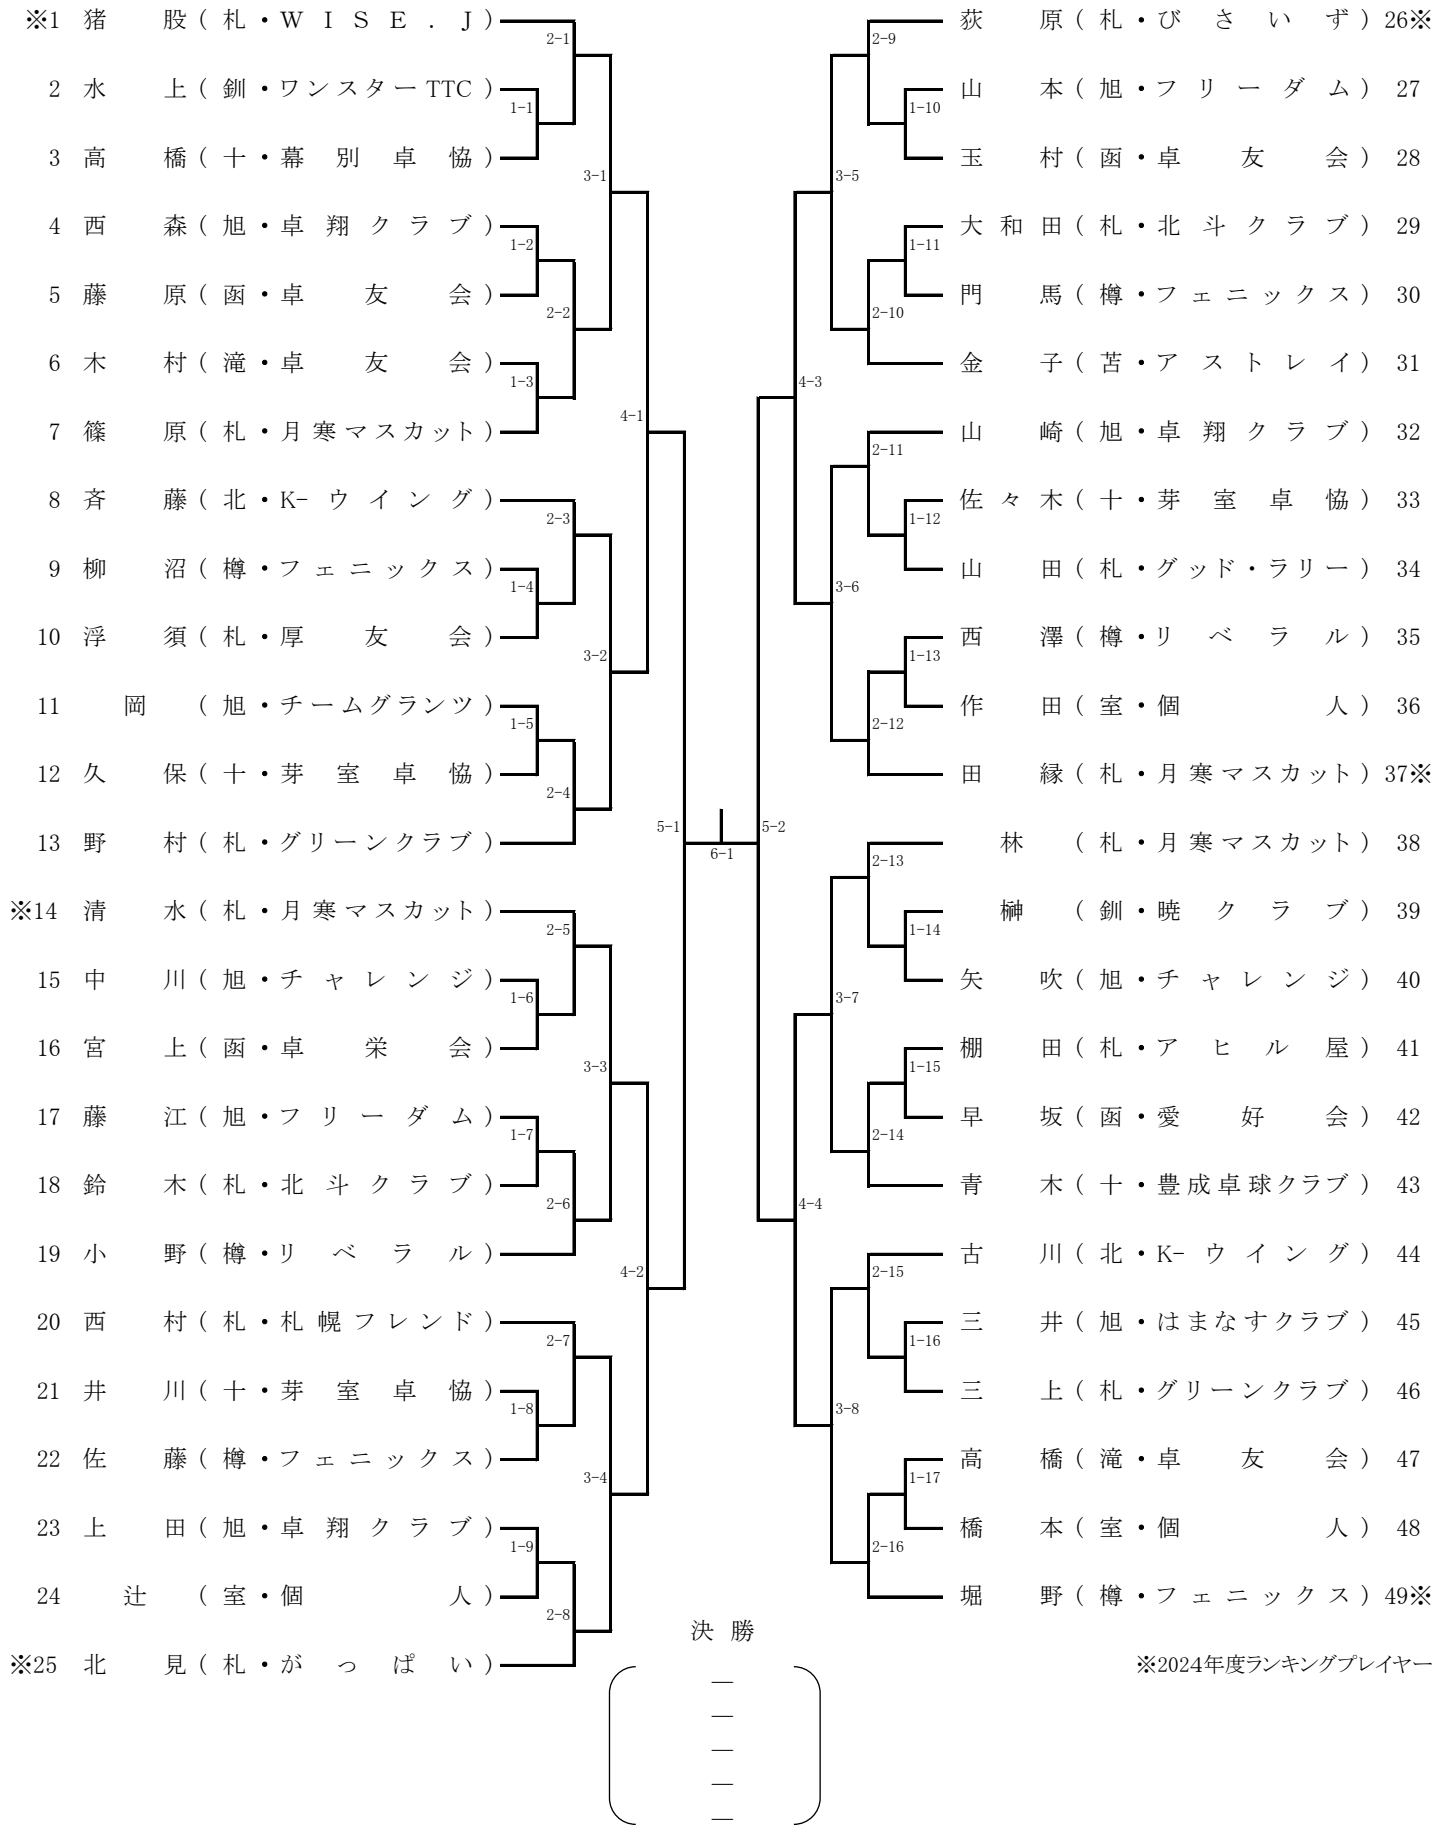 ※1 猪股(札・WISE.J)
2 水上(釧・ワンスターTTC)
3 高橋(十・幕別卓協)
4 西森(旭・卓翔クラブ)
5 藤原(函・卓友会)
6 木村(滝・卓友会)
7 篠原(札・月寒マスカット)
8 斉藤(北・K-ウイング)
9 柳沼(樽・フェニックス)
10 浮須(札・厚友会)
11 岡(旭・チームグランツ)
12 久保(十・芽室卓協)
13 野村(札・グリーンクラブ)
※14 清水(札・月寒マスカット)
15 中川(旭・チャレンジ)
16 宮上(函・卓栄会)
17 藤江(旭・フリーダム)
18 鈴木(札・北斗クラブ)
19 小野(樽・リベラル)
20 西村(札・札幌フレンド)
21 井川(十・芽室卓協)
22 佐藤(樽・フェニックス)
23 上田(旭・卓翔クラブ)
24 辻(室・個人)
※25 北見(札・がっぱい)
1-1
1-2
1-3
1-4
1-5
1-6
1-7
1-8
1-9
2-1
2-2
2-3
2-4
2-5
2-6
2-7
2-8
3-1
3-2
3-3
3-4
4-1
4-2
5-1
6-1
5-2
4-3
4-4
3-5
3-6
3-7
3-8
2-9
2-10
2-11
2-12
2-13
2-14
2-15
2-16
1-10
1-11
1-12
1-13
1-14
1-15
1-16
1-17
荻原(札・びさいず)26※
山本(旭・フリーダム)27
玉村(函・卓友会)28
大和田(札・北斗クラブ)29
門馬(樽・フェニックス)30
金子(苫・アストレイ)31
山崎(旭・卓翔クラブ)32
佐々木(十・芽室卓協)33
山田(札・グッド・ラリー)34
西澤(樽・リベラル)35
作田(室・個人)36
田縁(札・月寒マスカット)37※
林(札・月寒マスカット)38
榊(釧・暁クラブ)39
矢吹(旭・チャレンジ)40
棚田(札・アヒル屋)41
早坂(函・愛好会)42
青木(十・豊成卓球クラブ)43
古川(北・K-ウイング)44
三井(旭・はまなすクラブ)45
三上(札・グリーンクラブ)46
高橋(滝・卓友会)47
橋本(室・個人)48
堀野(樽・フェニックス)49※
※2024年度ランキングプレイヤー
決勝
―
―
―
―
―